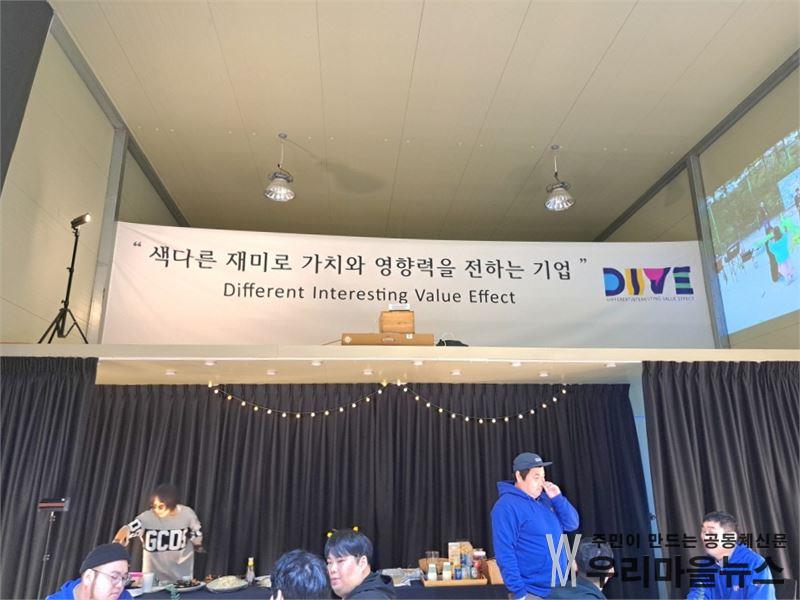 “ 색다른 재미로 가치와 영향력을 전하는 기업 ”
Different Interesting Value Effect
DIVE
DIFFERENT INTERESTING VALUE EFFECT
GCDS
주민이 만드는 공동체신문
W 우리마을뉴스